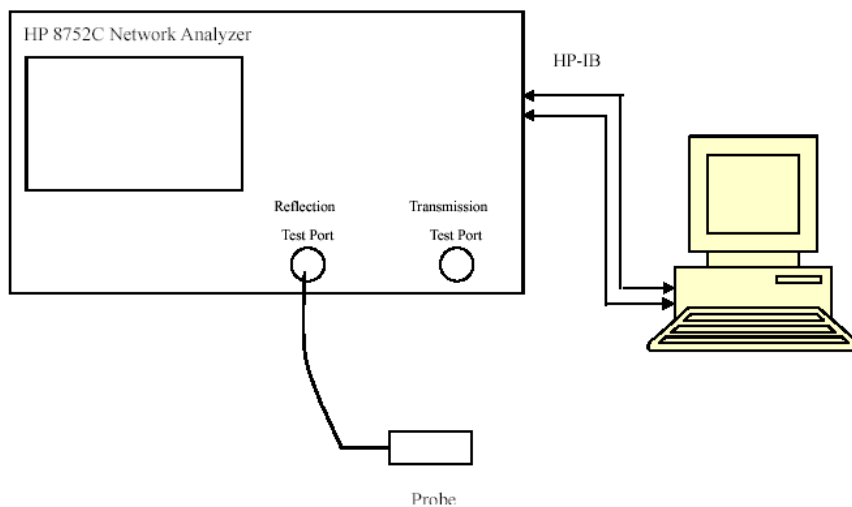 HP 8752C Network Analyzer
HP-IB
Reflection
Test Port
Transmission
Test Port
Probe